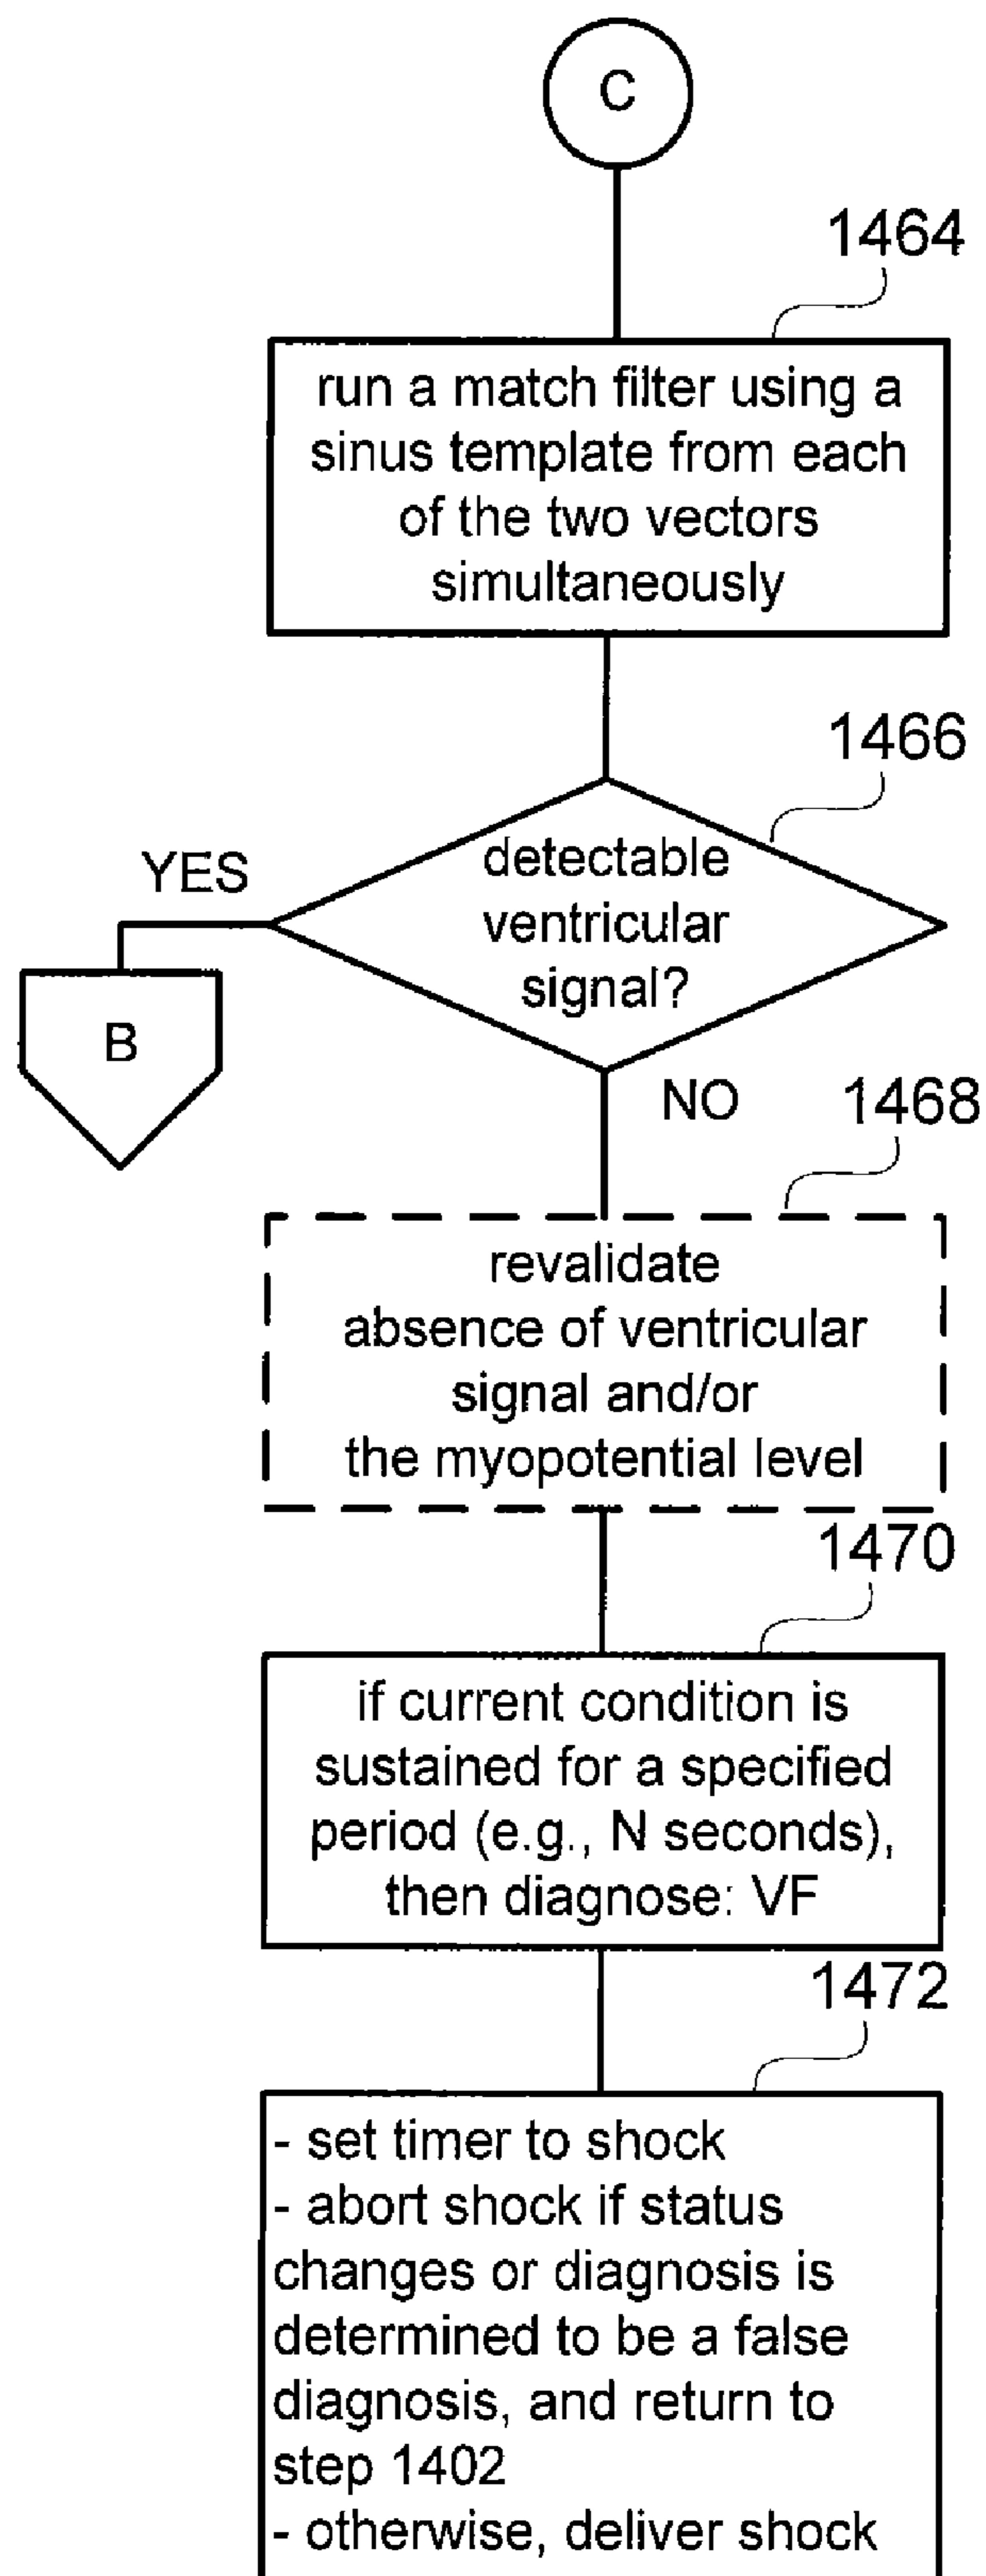 C
1464
run a match filter using a
sinus template from each
of the two vectors
simultaneously
1466
detectable
ventricular
signal?
YES
B
NO
1468
revalidate
absence of ventricular
signal and/or
the myopotential level
1470
if current condition is
sustained for a specified
period (e.g., N seconds),
then diagnose: VF
1472
- set timer to shock
- abort shock if status
changes or diagnosis is
determined to be a false
diagnosis, and return to
step 1402
- otherwise, deliver shock